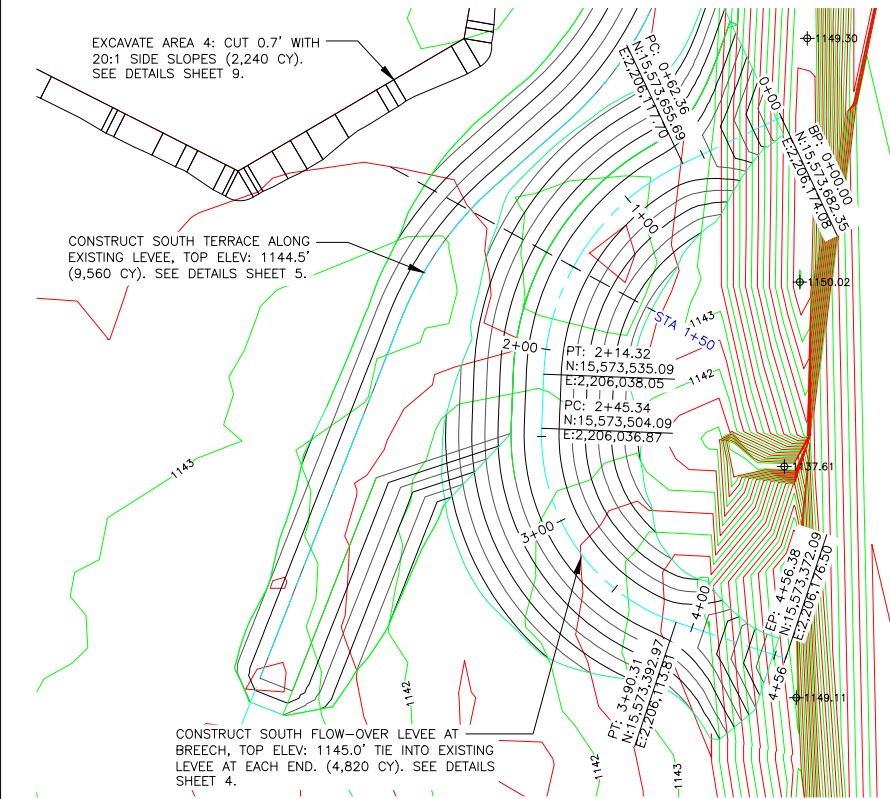 EXCAVATE AREA 4: CUT 0.7' WITH
20:1 SIDE SLOPES (2,240 CY).
SEE DETAILS SHEET 9.
1149.30
PC: 0+62.36
N:15,573,655.69
E:2,206,117.70
0+00
BP: 0+00.00
N:15,573,682.35
E:2,206,174.08
1+00
CONSTRUCT SOUTH TERRACE ALONG
EXISTING LEVEE, TOP ELEV: 1144.5'
(9,560 CY). SEE DETAILS SHEET 5.
1150.02
STA 1+50
1143
2+00
PT: 2+14.32
N:15,573,535.09
E:2,206,038.05
1142
PC: 2+45.34
N:15,573,504.09
E:2,206,036.87
1143
1137.61
3+00
4+00
EP: 4+56.38
N:15,573,372.09
E:2,206,176.50
PT: 3+90.31
N:15,573,392.97
E:2,206,113.81
4+56
1149.11
1142
CONSTRUCT SOUTH FLOW-OVER LEVEE AT
BREECH, TOP ELEV: 1145.0' TIE INTO EXISTING
LEVEE AT EACH END. (4,820 CY). SEE DETAILS
SHEET 4.
1142
1143